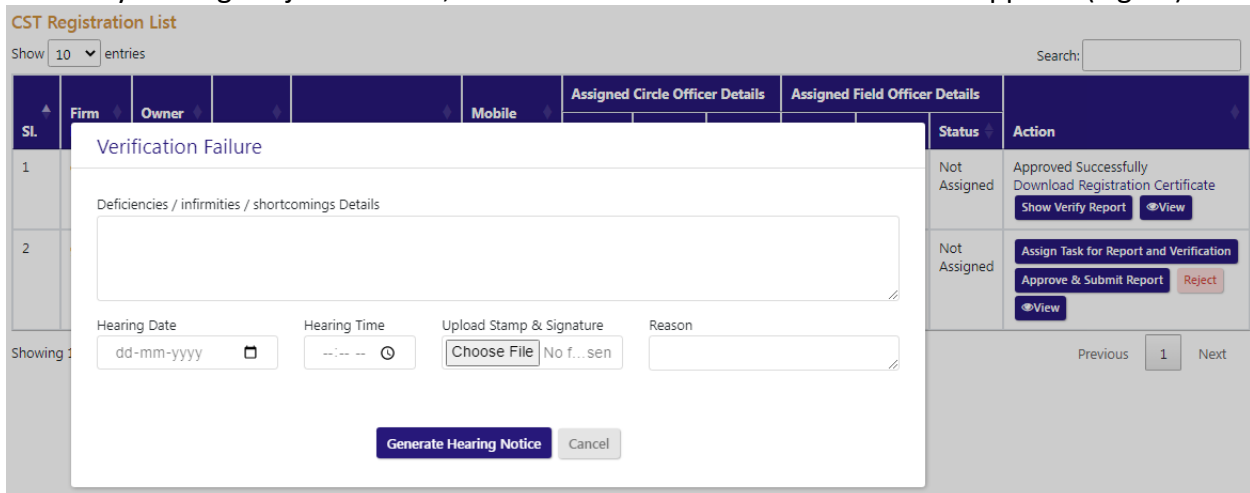 CST Registration List
Show 10 entries
Search:
Assigned Circle Officer Details Assigned Field Officer Details
Sl. Firm Owner Mobile Status Action
Verification Failure
Deficiencies / infirmities / shortcomings Details
Hearing Date Hearing Time Upload Stamp & Signature Reason
dd-mm-yyyy --:-- -- Choose File No f...sen
Generate Hearing Notice Cancel
1 Not Assigned Approved Successfully
Download Registration Certificate
Show Verify Report View
2 Not Assigned Assign Task for Report and Verification
Approve & Submit Report Reject
View
Showing 1
Previous 1 Next